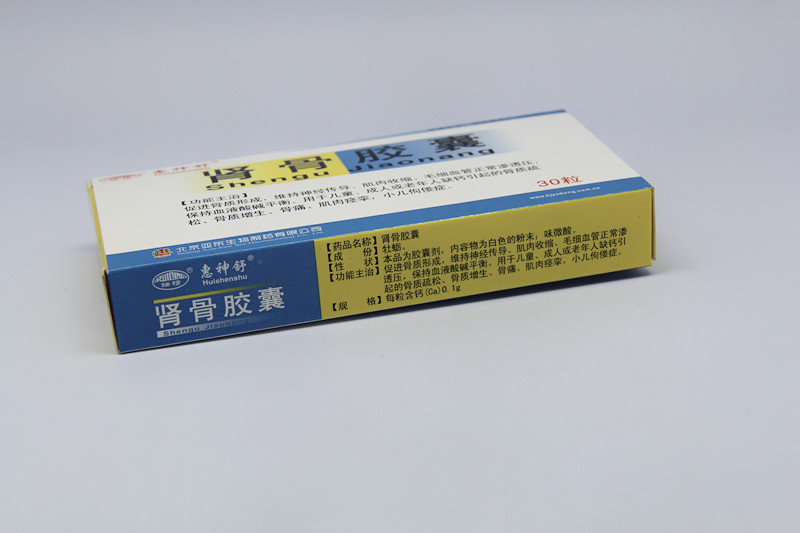 惠神舒
肾骨胶囊
Shengu Jiaonang
【功能主治】
促进骨质形成，维持神经传导、肌肉收缩，毛细血管正常渗透压，
保持血液酸碱平衡。用于儿童、成人或老年人缺钙引起的骨质疏
松、骨质增生、骨痛、肌肉痉挛，小儿佝偻症。
30粒
北京亚东生物制药有限公司
www.bjyadong.com.cn
惠神舒®
Huishenshu
肾骨胶囊
Shengu Jiaonang
【药品名称】肾骨胶囊
【成 份】牡蛎。
【性 状】本品为胶囊剂，内容物为白色的粉末；味微酸。
【功能主治】促进骨质形成，维持神经传导、肌肉收缩，毛细血管正常渗
透压，保持血液酸碱平衡。用于儿童、成人或老年人缺钙引
起的骨质疏松、骨质增生、骨痛、肌肉痉挛，小儿佝偻症。
【规 格】每粒含钙(Ca)0.1g